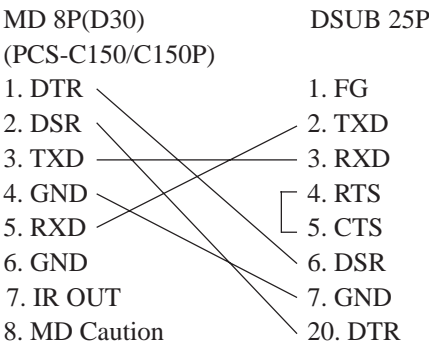 MD 8P(D30) DSUB 25P
(PCS-C150/C150P)
1. DTR 1. FG
2. DSR 2. TXD
3. TXD 3. RXD
4. GND 4. RTS
5. RXD 5. CTS
6. GND 6. DSR
7. IR OUT 7. GND
8. MD Caution 20. DTR